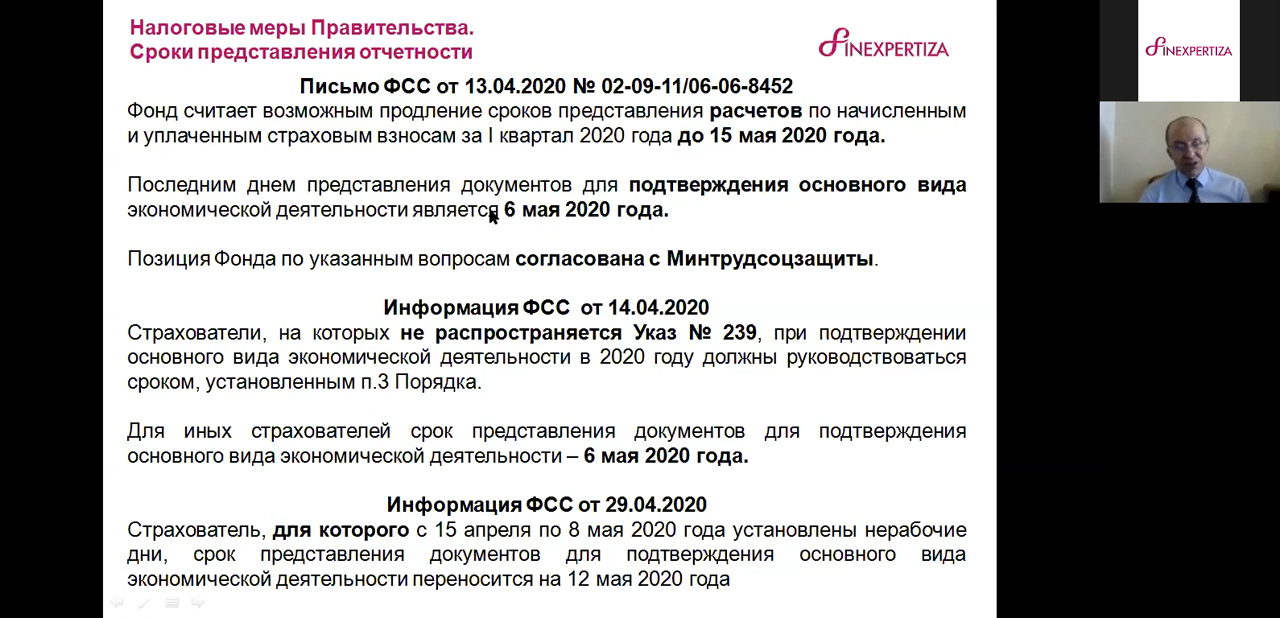 Налоговые меры Правительства.
Сроки представления отчетности
FINEXPERTIZA
FINEXPERTIZA
Письмо ФСС от 13.04.2020 № 02-09-11/06-06-8452
Фонд считает возможным продление сроков представления расчетов по начисленным
и уплаченным страховым взносам за I квартал 2020 года до 15 мая 2020 года.
Последним днем представления документов для подтверждения основного вида
экономической деятельности является 6 мая 2020 года.
Позиция Фонда по указанным вопросам согласована с Минтрудсоцзащиты.
Информация ФСС от 14.04.2020
Страхователи, на которых не распространяется Указ № 239, при подтверждении
основного вида экономической деятельности в 2020 году должны руководствоваться
сроком, установленным п.3 Порядка.
Для иных страхователей срок представления документов для подтверждения
основного вида экономической деятельности – 6 мая 2020 года.
Информация ФСС от 29.04.2020
Страхователь, для которого с 15 апреля по 8 мая 2020 года установлены нерабочие
дни, срок представления документов для подтверждения основного вида
экономической деятельности переносится на 12 мая 2020 года